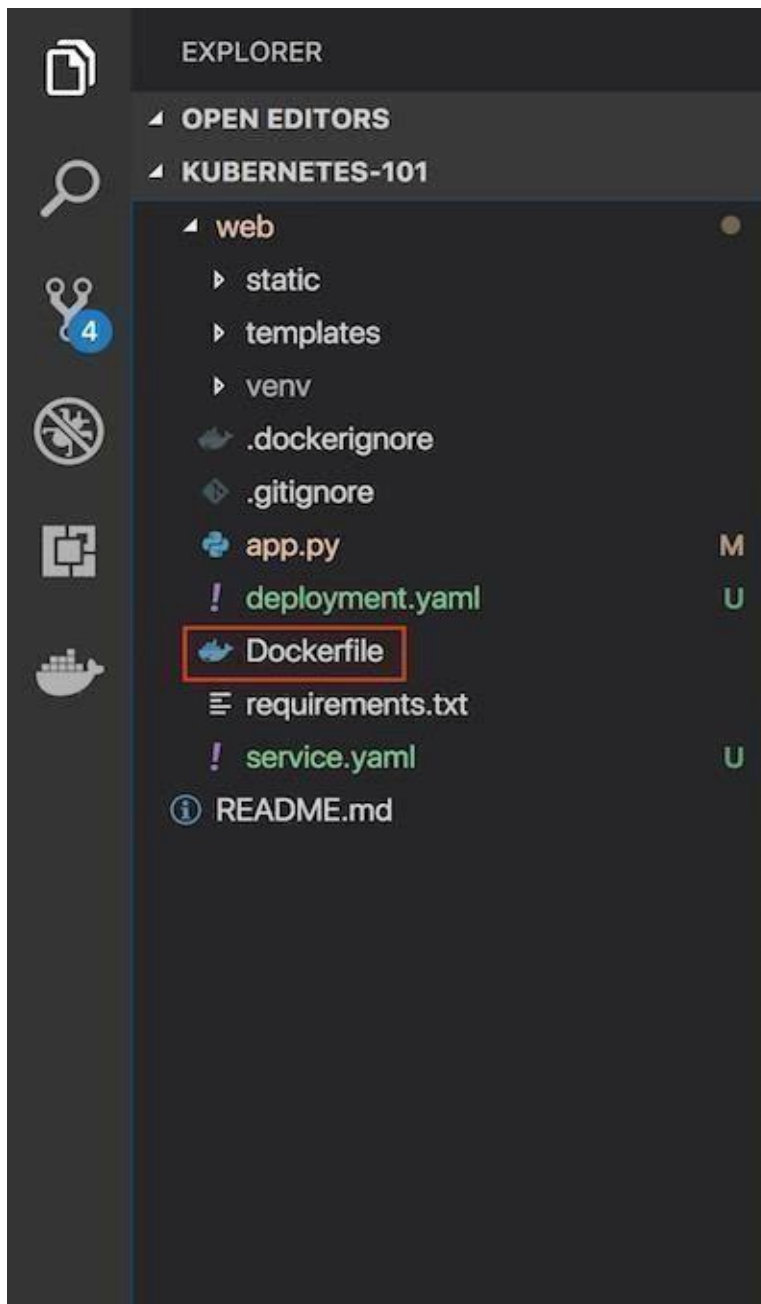 EXPLORER
OPEN EDITORS
KUBERNETES-101
web
static
templates
venv
4
.dockerignore
.gitignore
app.py M
deployment.yaml U
Dockerfile
requirements.txt
service.yaml U
README.md